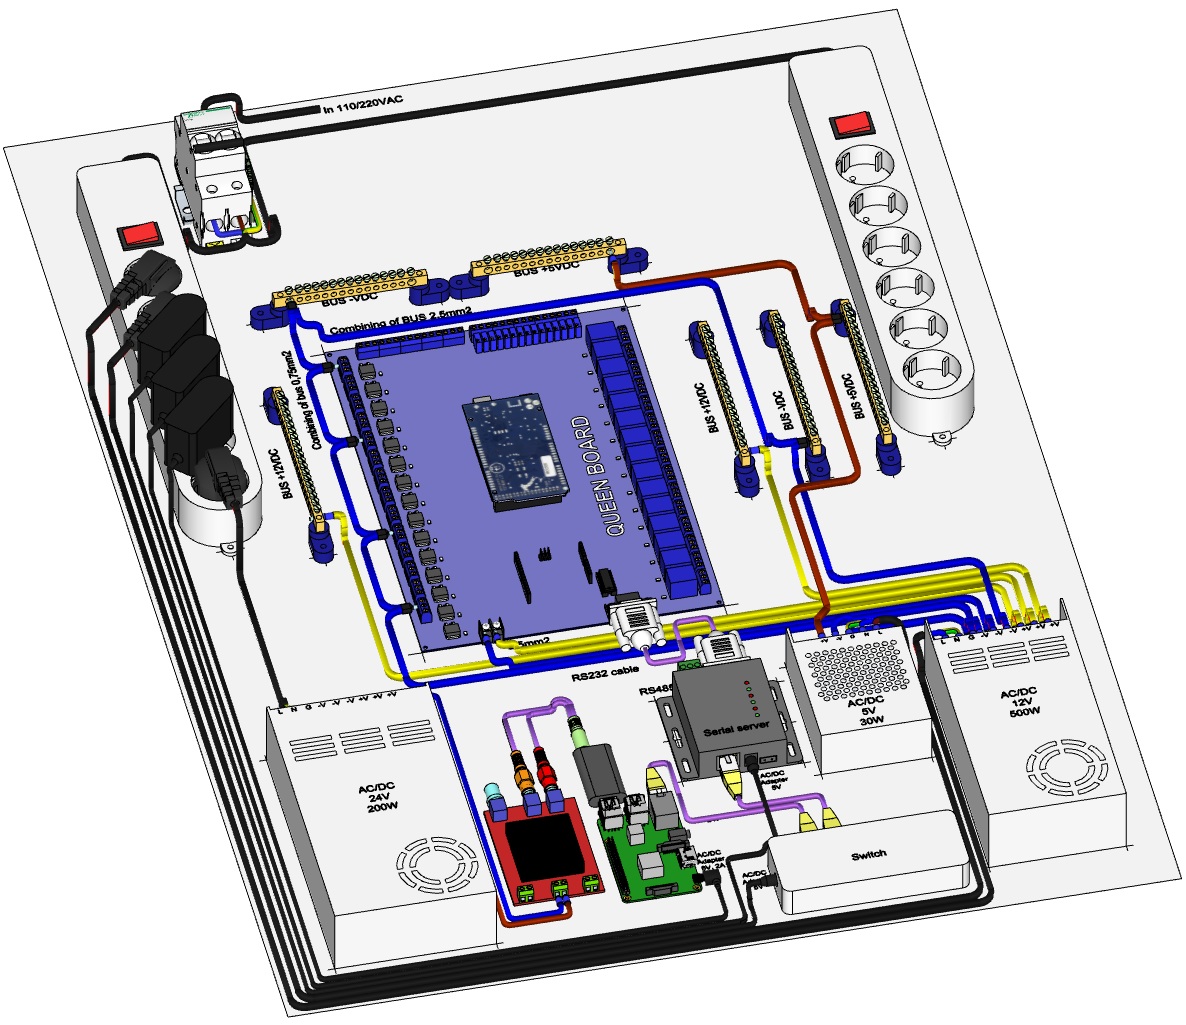 In 110/220VAC
BUS +5VDC
BUS -VDC
Combining of BUS 2.5mm2
Combining of bus 0,75mm2
BUS +12VDC
BUS +12VDC
BUS -VDC
BUS +5VDC
QUEEN BOARD
5mm2
RS232 cable
RS485
Serial server
AC/DC
Adapter
5V
AC/DC
5V
30W
AC/DC
12V
500W
AC/DC
24V
200W
AC/DC
Adapter
5V, 2A
Switch
AC/DC
L N G -V -V -V +V +V +V
L N G -V -V -V +V +V +V